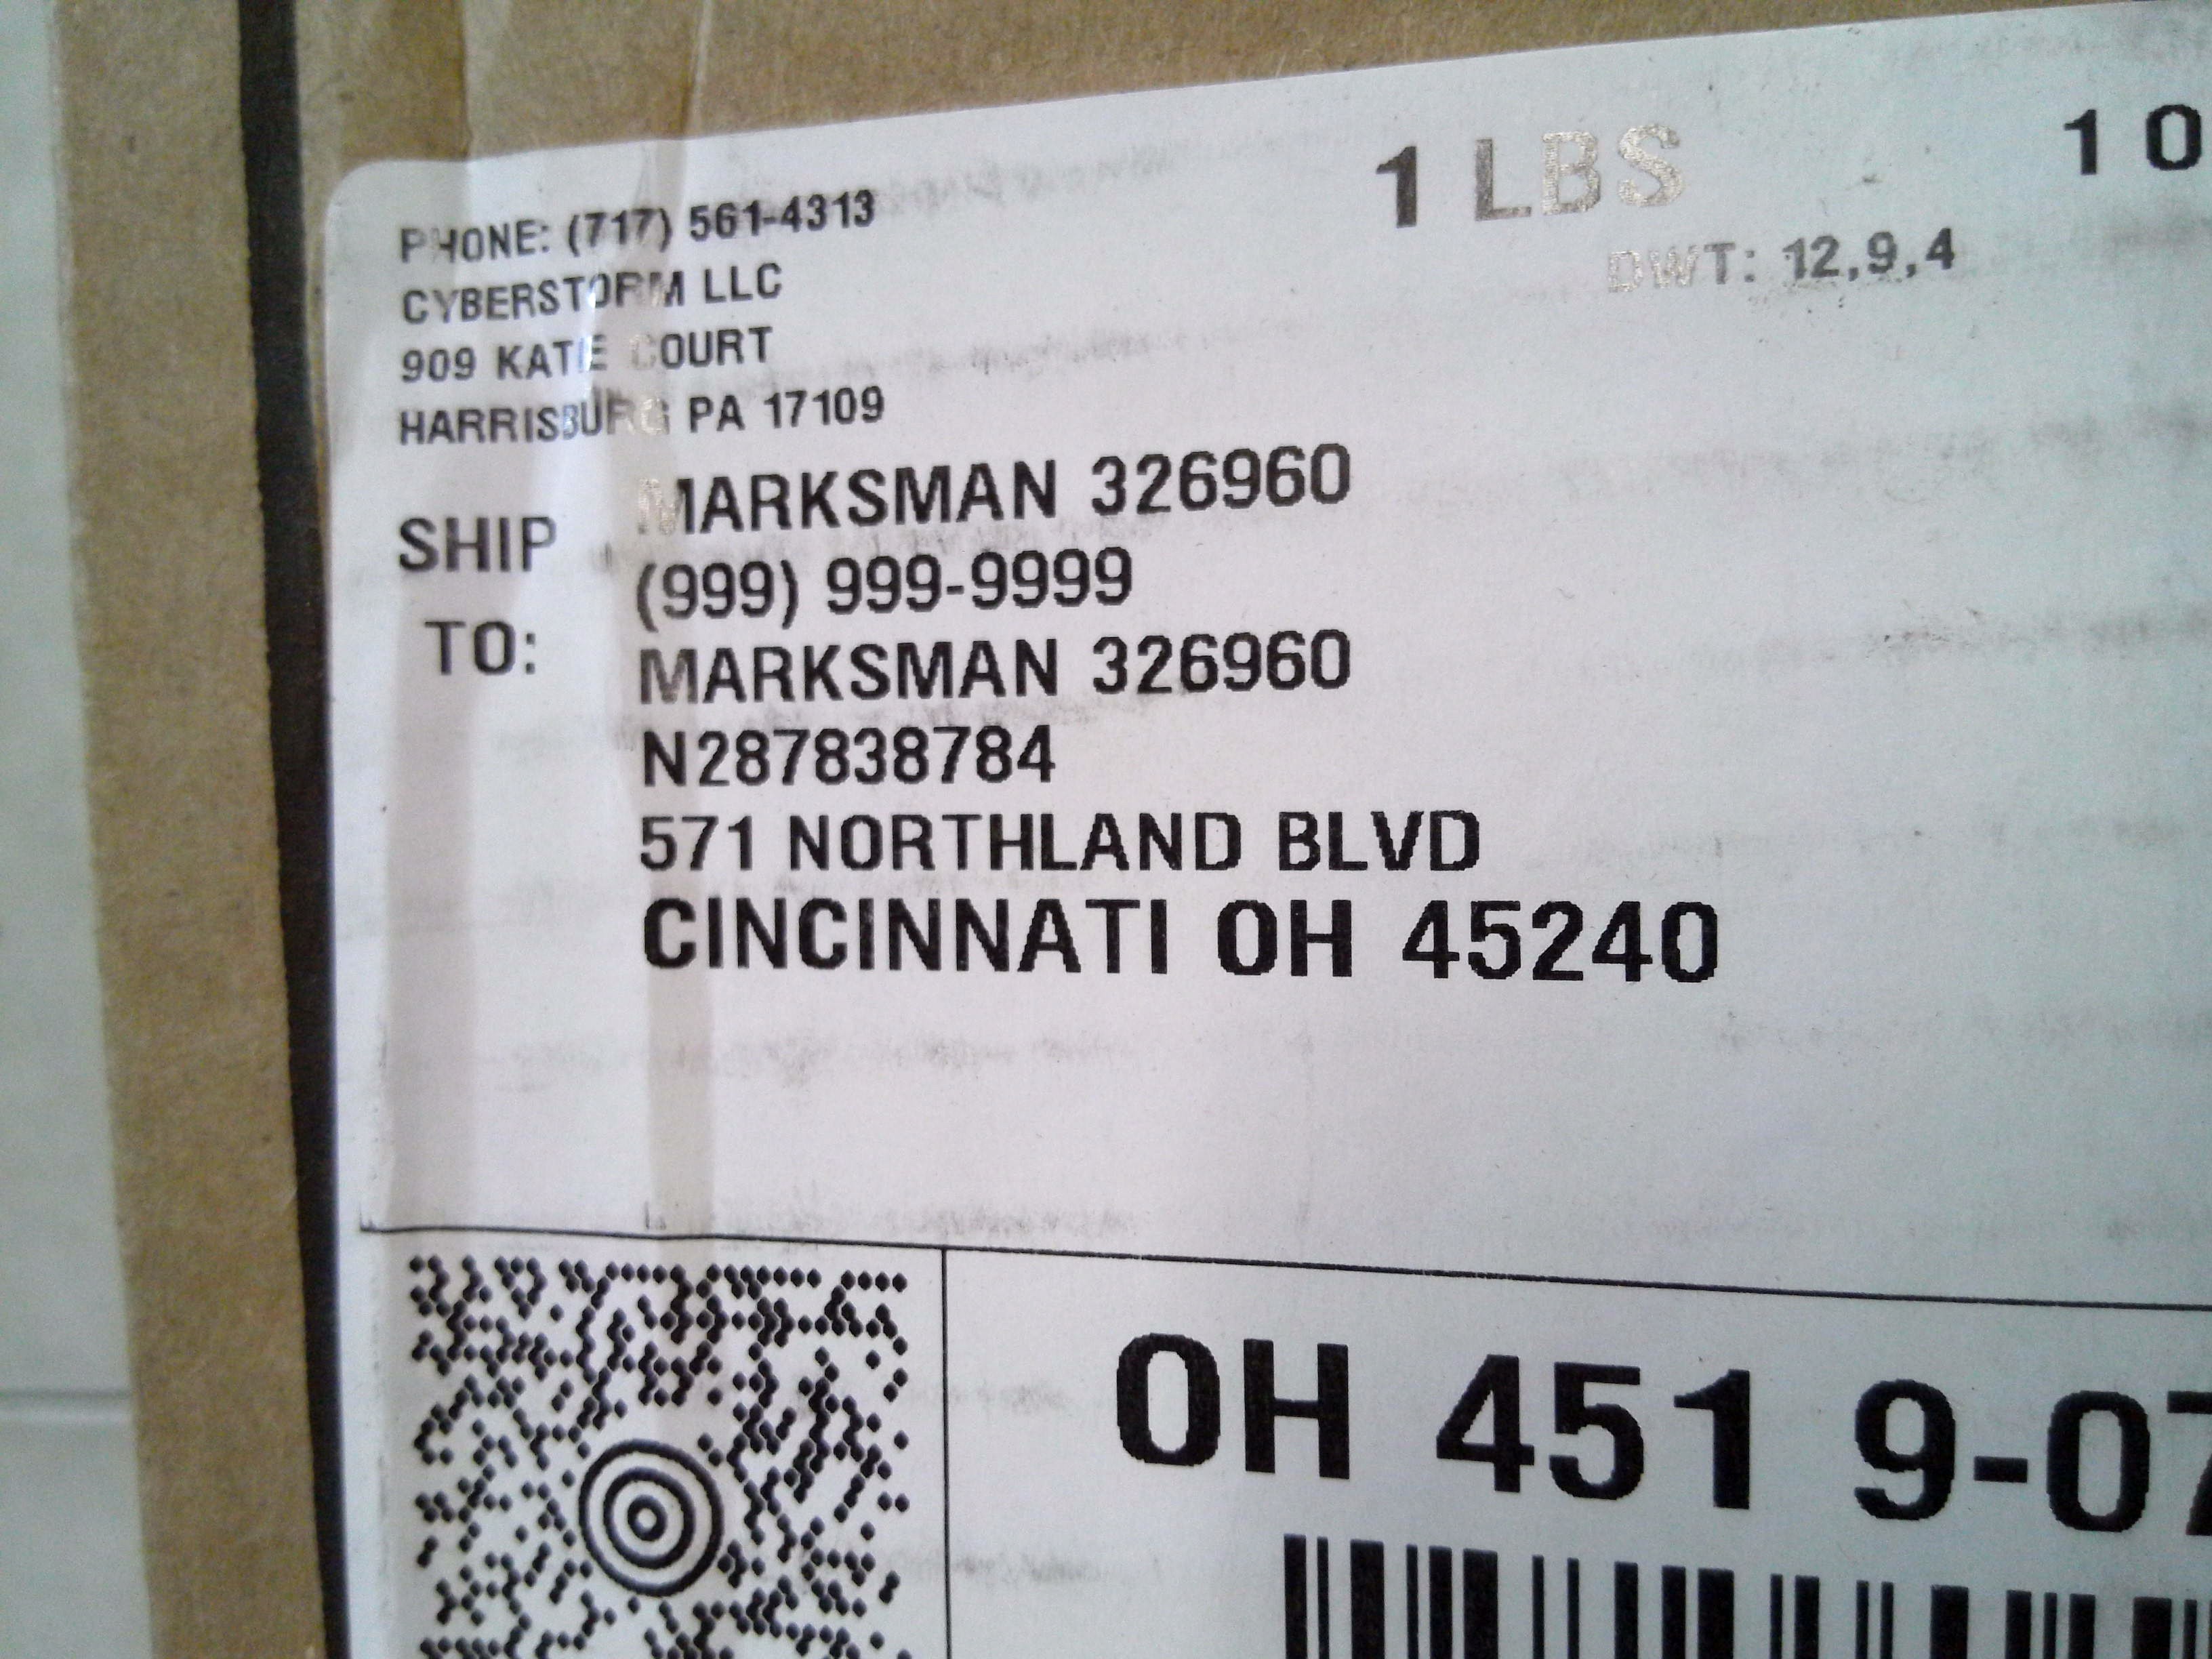 PHONE: (717) 561-4313
CYBERSTORM LLC
909 KATIE COURT
HARRISBURG PA 17109
1 LBS
1 0
DWT: 12,9,4
SHIP TO:
MARKSMAN 326960
(999) 999-9999
MARKSMAN 326960
N287838784
571 NORTHLAND BLVD
CINCINNATI OH 45240
OH 451 9-07